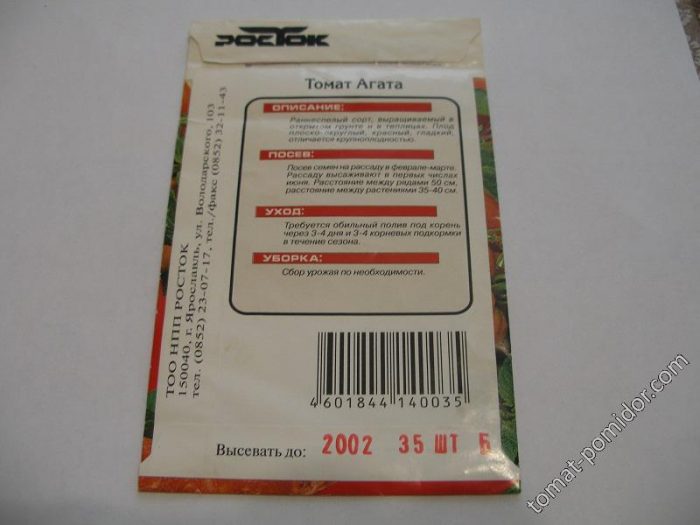 РОСТОК
Томат Агата
ОПИСАНИЕ:
Раннеспелый сорт, выращиваемый в
открытом грунте и в теплицах. Плод
плоско-округлый, красный, гладкий,
отличается крупноплодностью.
ПОСЕВ:
Посев семен на рассаду в феврале-марте.
Рассаду высаживают в первых числах
июня. Расстояние между рядами 50 см,
расстояние между растениями 35-40 см.
УХОД:
Требуется обильный полив под корень
через 3-4 дня и 3-4 корневых подкормки
в течение сезона.
УБОРКА:
Сбор урожая по необходимости.
ТОО НПП РОСТОК
150040, г. Ярославль, ул. Володарского, 103
тел. (0852) 23-07-17, тел./факс (0852) 32-11-43
4601844140035
Высевать до: 2002 35 ШТ Б
tomat-pomidor.com